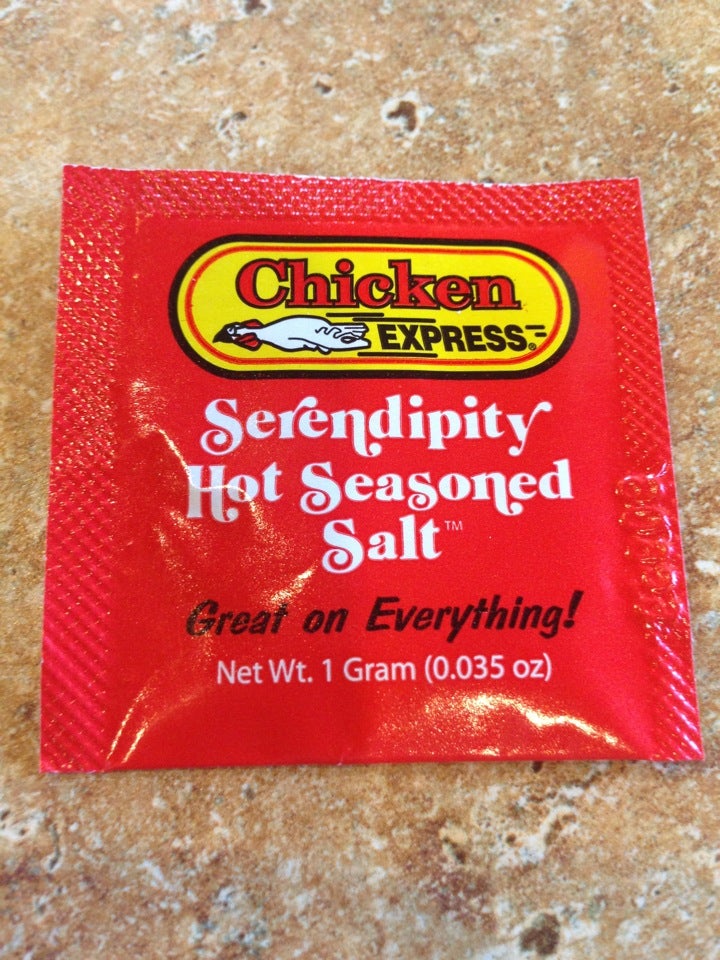 Chicken
EXPRESS®
Serendipity
Hot Seasoned
Salt™
Great on Everything!
Net Wt. 1 Gram (0.035 oz)